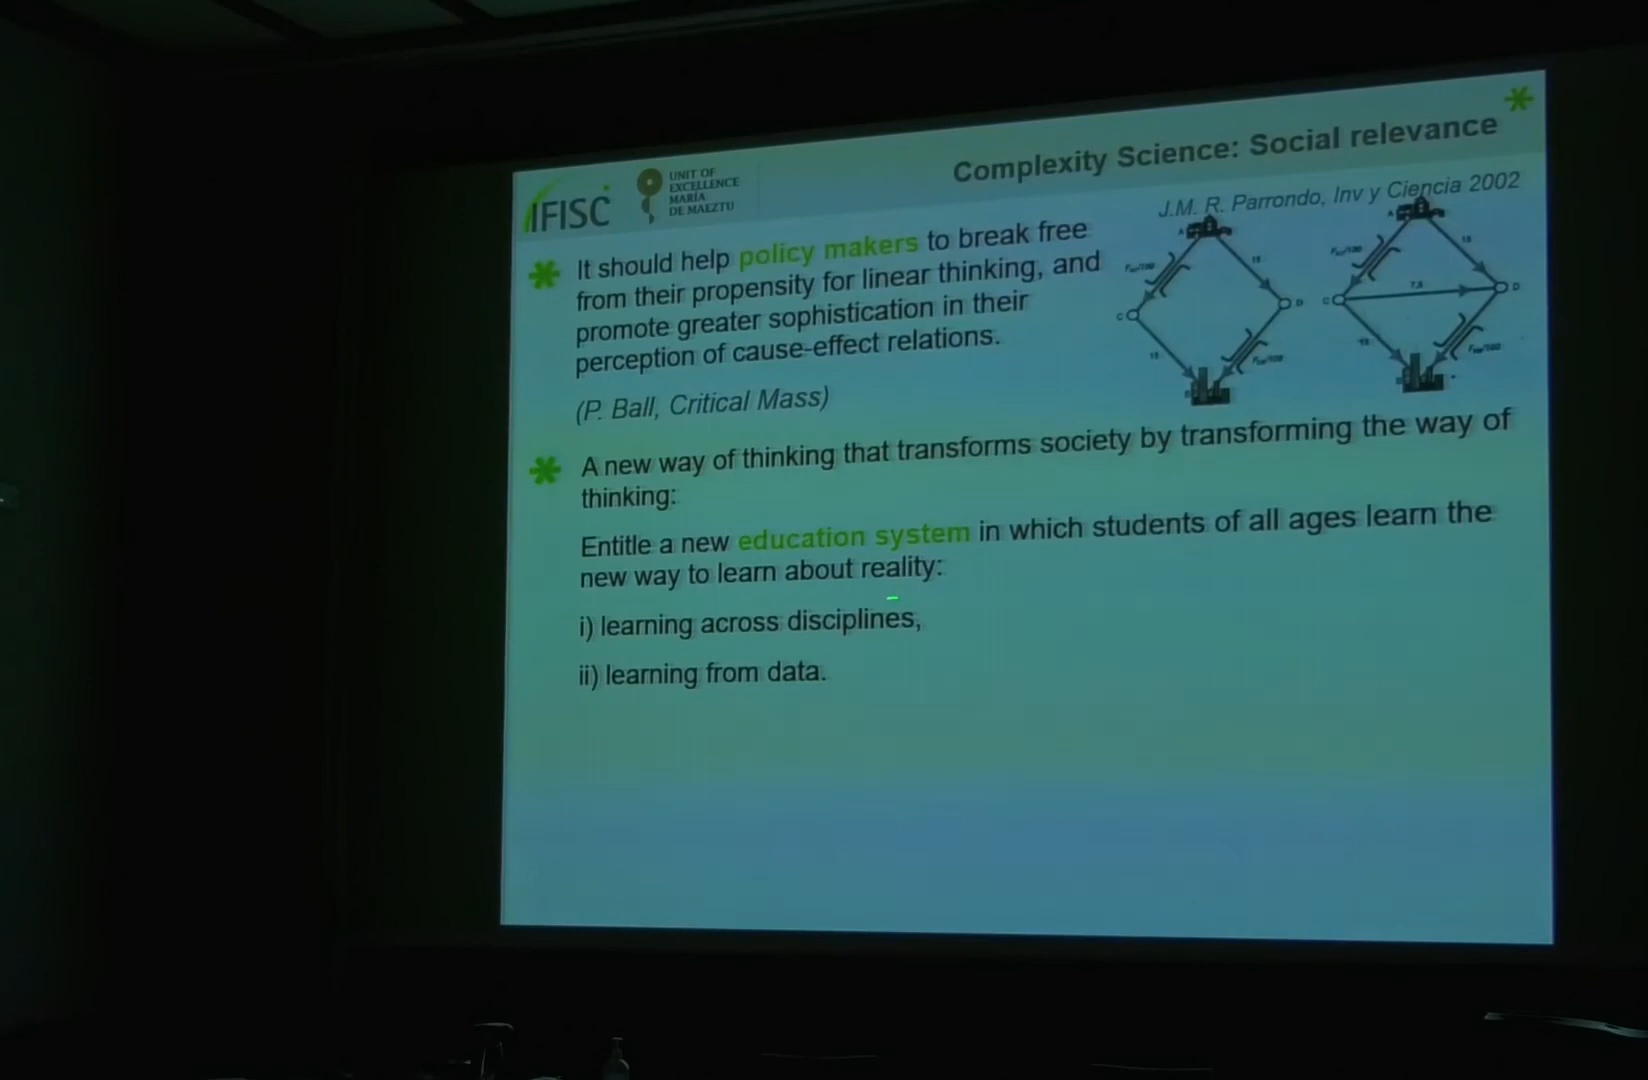 Complexity Science: Social relevance
IFISC
UNIT OF
EXCELLENCE
MARÍA
DE MAEZTU
J.M. R. Parrondo, Inv y Ciencia 2002
It should help policy makers to break free
from their propensity for linear thinking, and
promote greater sophistication in their
perception of cause-effect relations.
(P. Ball, Critical Mass)
A new way of thinking that transforms society by transforming the way of
thinking:
Entitle a new education system in which students of all ages learn the
new way to learn about reality:
i) learning across disciplines,
ii) learning from data.